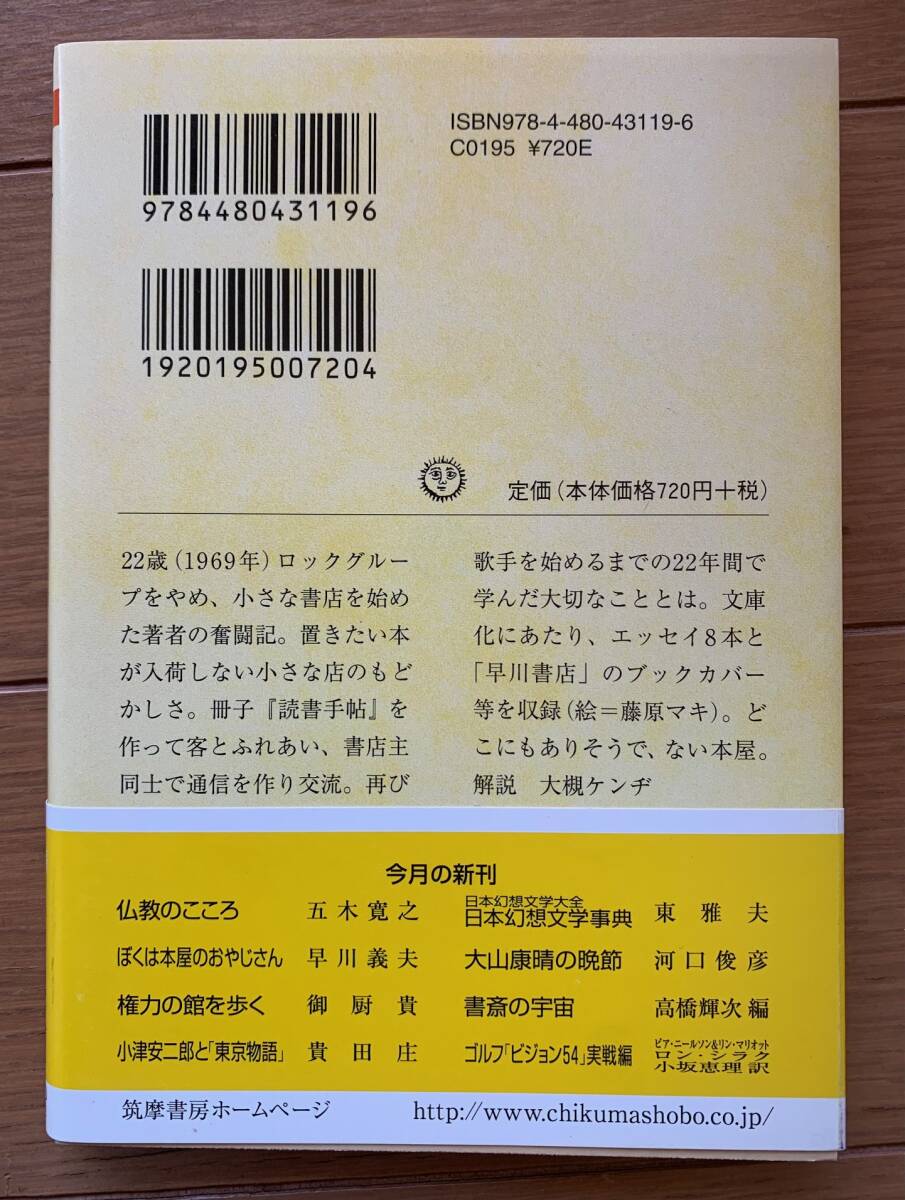 ISBN978-4-480-43119-6
C0195 ¥720E
9784480431196
1920195007204
定価(本体価格720円+税)
22歳(1969年)ロックグルー
プをやめ、小さな書店を始め
た著者の奮闘記。置きたい本
が入荷しない小さな店のもど
かしさ。冊子『読書手帖』を
作って客とふれあい、書店主
同士で通信を作り交流。再び
歌手を始めるまでの22年間で
学んだ大切なこととは。文庫
化にあたり、エッセイ8本と
「早川書店」のブックカバー
等を収録(絵=藤原マキ)。ど
こにもありそうで、ない本屋。
解説 大槻ケンヂ
今月の新刊
仏教のこころ 五木寛之
ぼくは本屋のおやじさん 早川義夫
権力の館を歩く 御厨貴
小津安二郎と「東京物語」 貴田庄
日本幻想文学大全
日本幻想文学事典 東雅夫
大山康晴の晩節 河口俊彦
書斎の宇宙 高橋輝次編
ゴルフ「ビジョン54」実戦編 ピア・ニールソン&リン・マリオット
ロン・シラク
小坂恵理訳
筑摩書房ホームページ http://www.chikumashobo.co.jp/